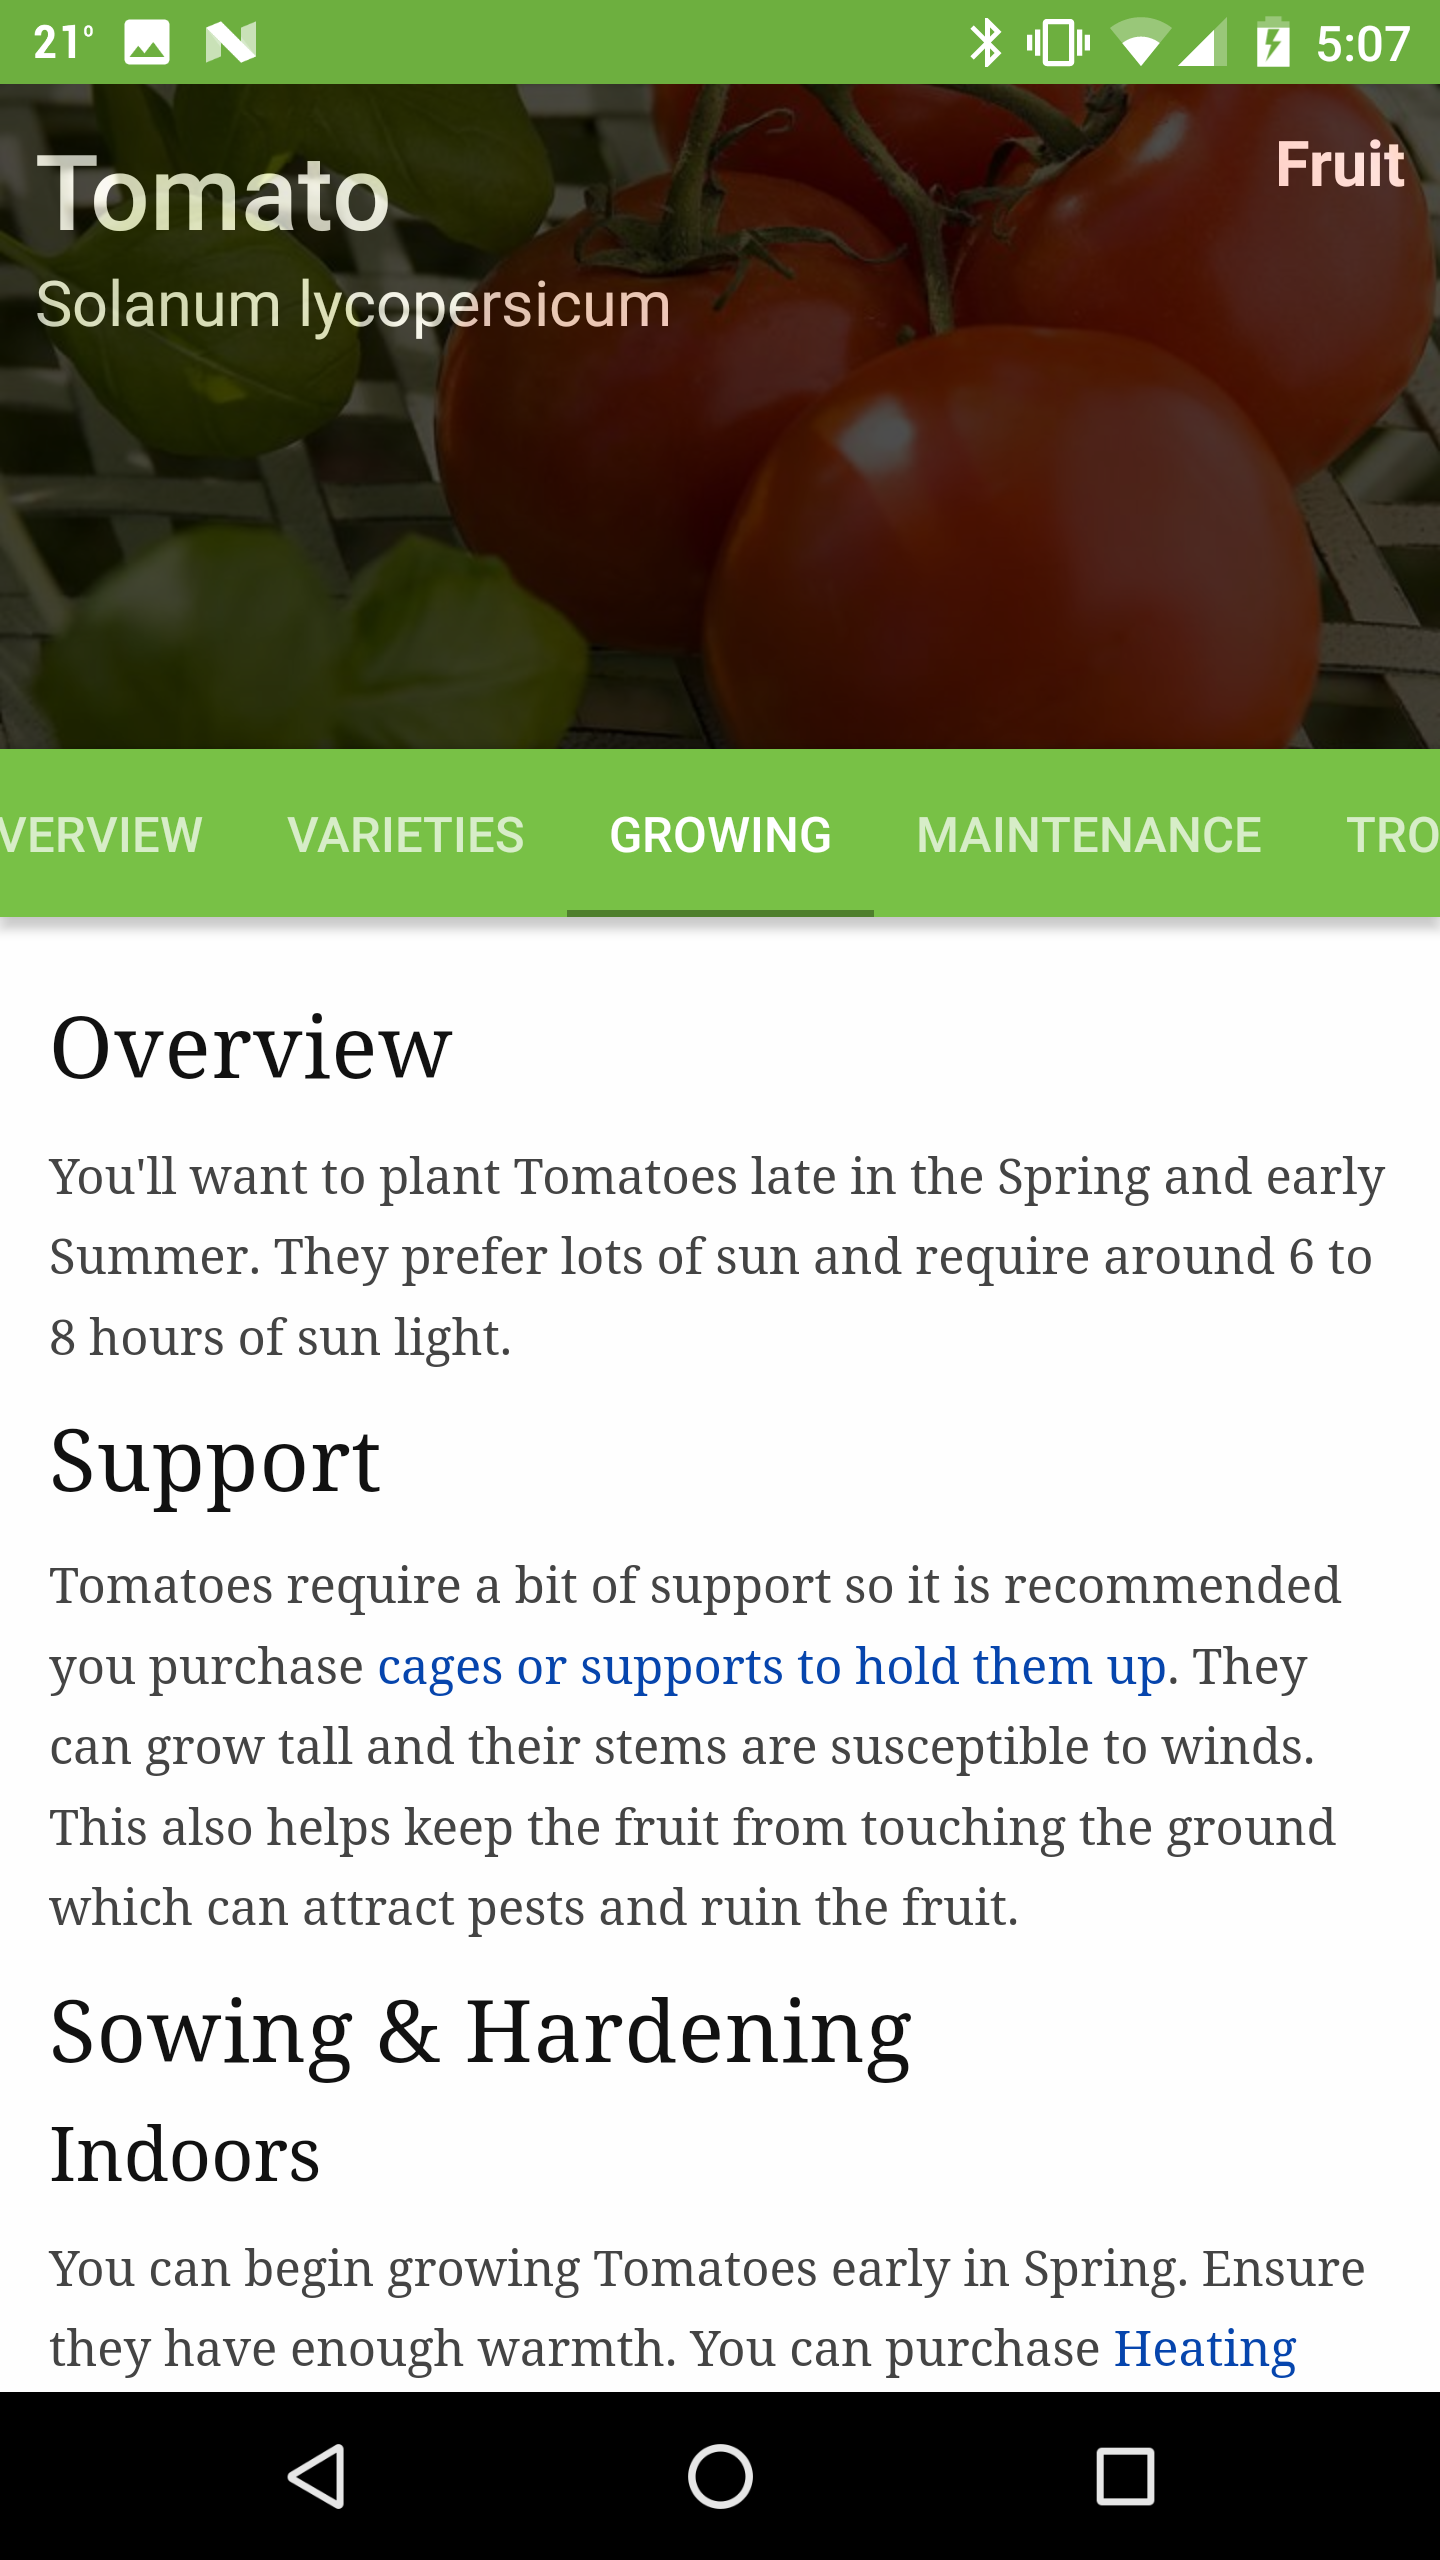 21° 5:07
Tomato
Fruit
Solanum lycopersicum
VERVIEW VARIETIES GROWING MAINTENANCE TRO
Overview
You'll want to plant Tomatoes late in the Spring and early
Summer. They prefer lots of sun and require around 6 to
8 hours of sun light.
Support
Tomatoes require a bit of support so it is recommended
you purchase cages or supports to hold them up. They
can grow tall and their stems are susceptible to winds.
This also helps keep the fruit from touching the ground
which can attract pests and ruin the fruit.
Sowing & Hardening
Indoors
You can begin growing Tomatoes early in Spring. Ensure
they have enough warmth. You can purchase Heating